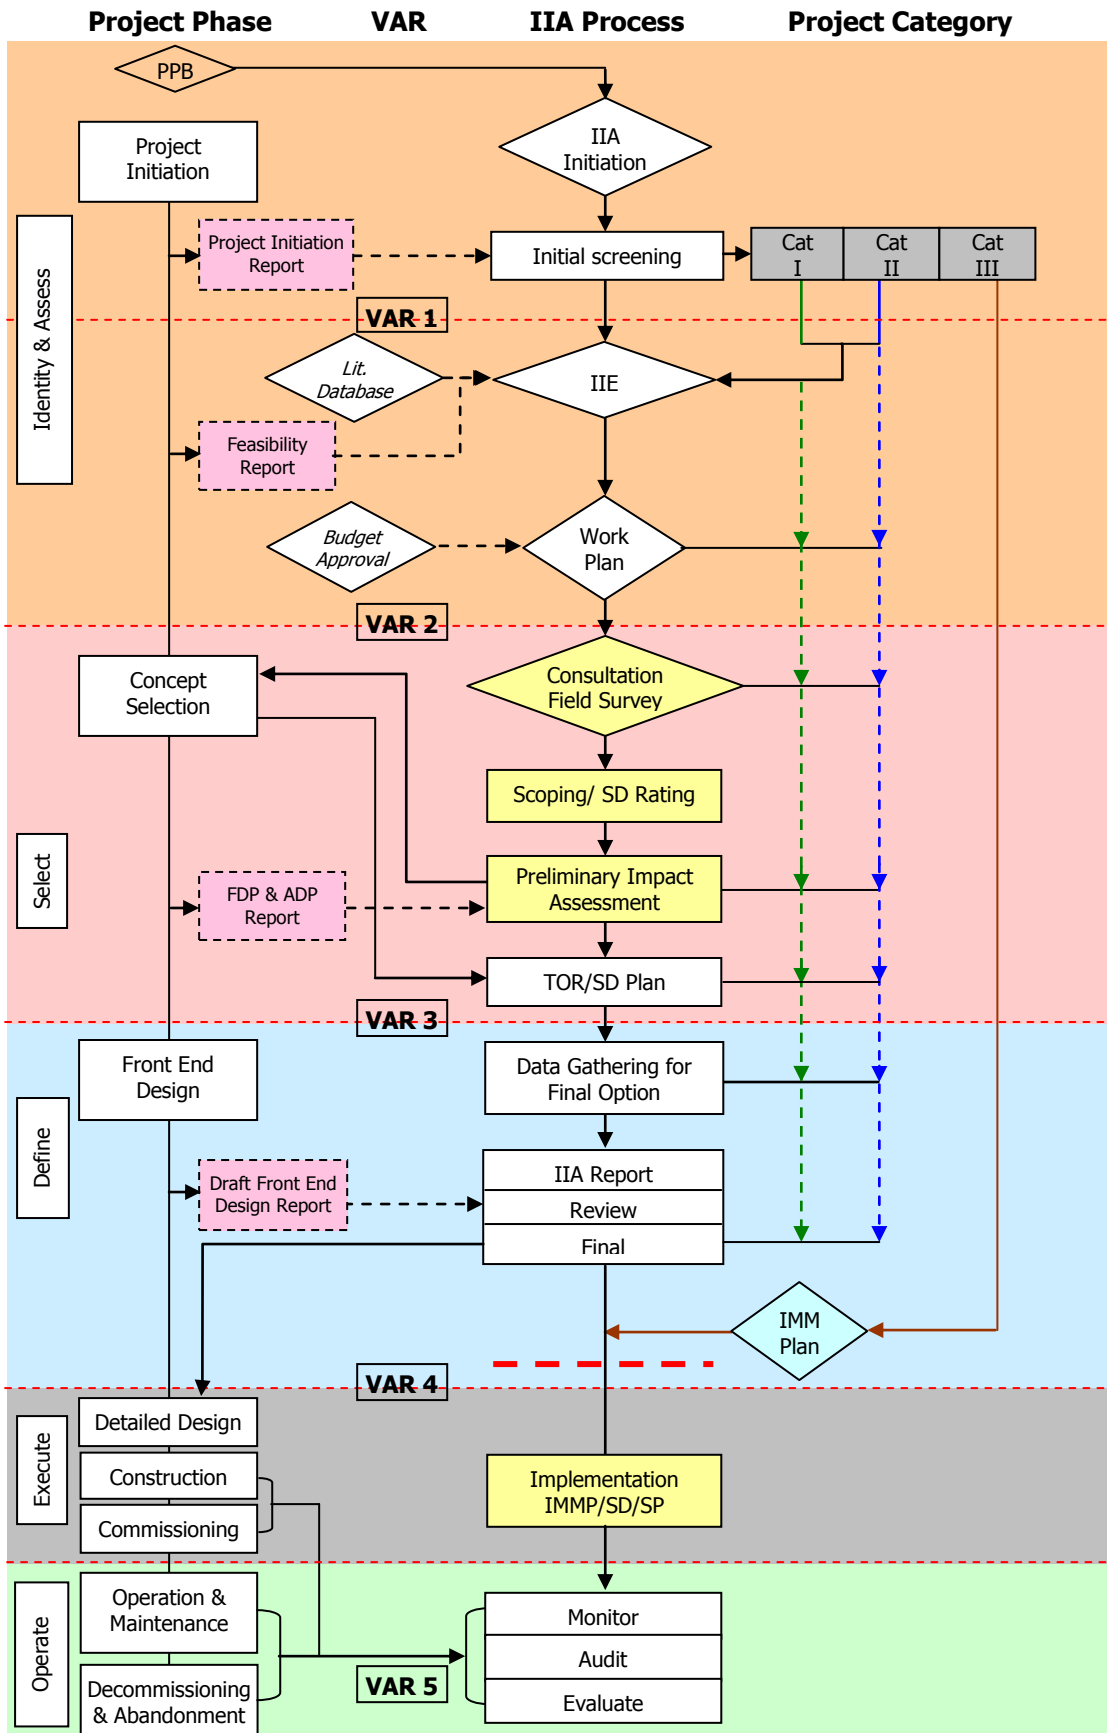 Project Phase VAR IIA Process Project Category
PPB
IIA
Initiation
Project
Initiation
Identity & Assess
Project Initiation
Report
Initial screening
Cat
I
Cat
II
Cat
III
VAR 1
Lit.
Database
IIE
Feasibility
Report
Budget
Approval
Work
Plan
VAR 2
Concept
Selection
Consultation
Field Survey
Scoping/ SD Rating
Select
FDP & ADP
Report
Preliminary Impact
Assessment
TOR/SD Plan
VAR 3
Front End
Design
Data Gathering for
Final Option
Define
Draft Front End
Design Report
IIA Report
Review
Final
IMM
Plan
VAR 4
Detailed Design
Execute
Construction
Commissioning
Implementation
IMMP/SD/SP
Operate
Operation &
Maintenance
Monitor
Audit
Evaluate
VAR 5
Decommissioning
& Abandonment